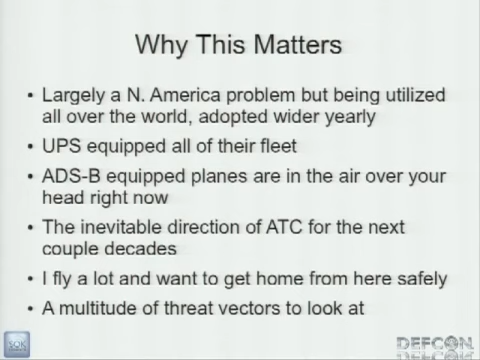 Why This Matters
• Largely a N. America problem but being utilized
all over the world, adopted wider yearly
• UPS equipped all of their fleet
• ADS-B equipped planes are in the air over your
head right now
• The inevitable direction of ATC for the next
couple decades
• I fly a lot and want to get home from here safely
• A multitude of threat vectors to look at
DEFCON